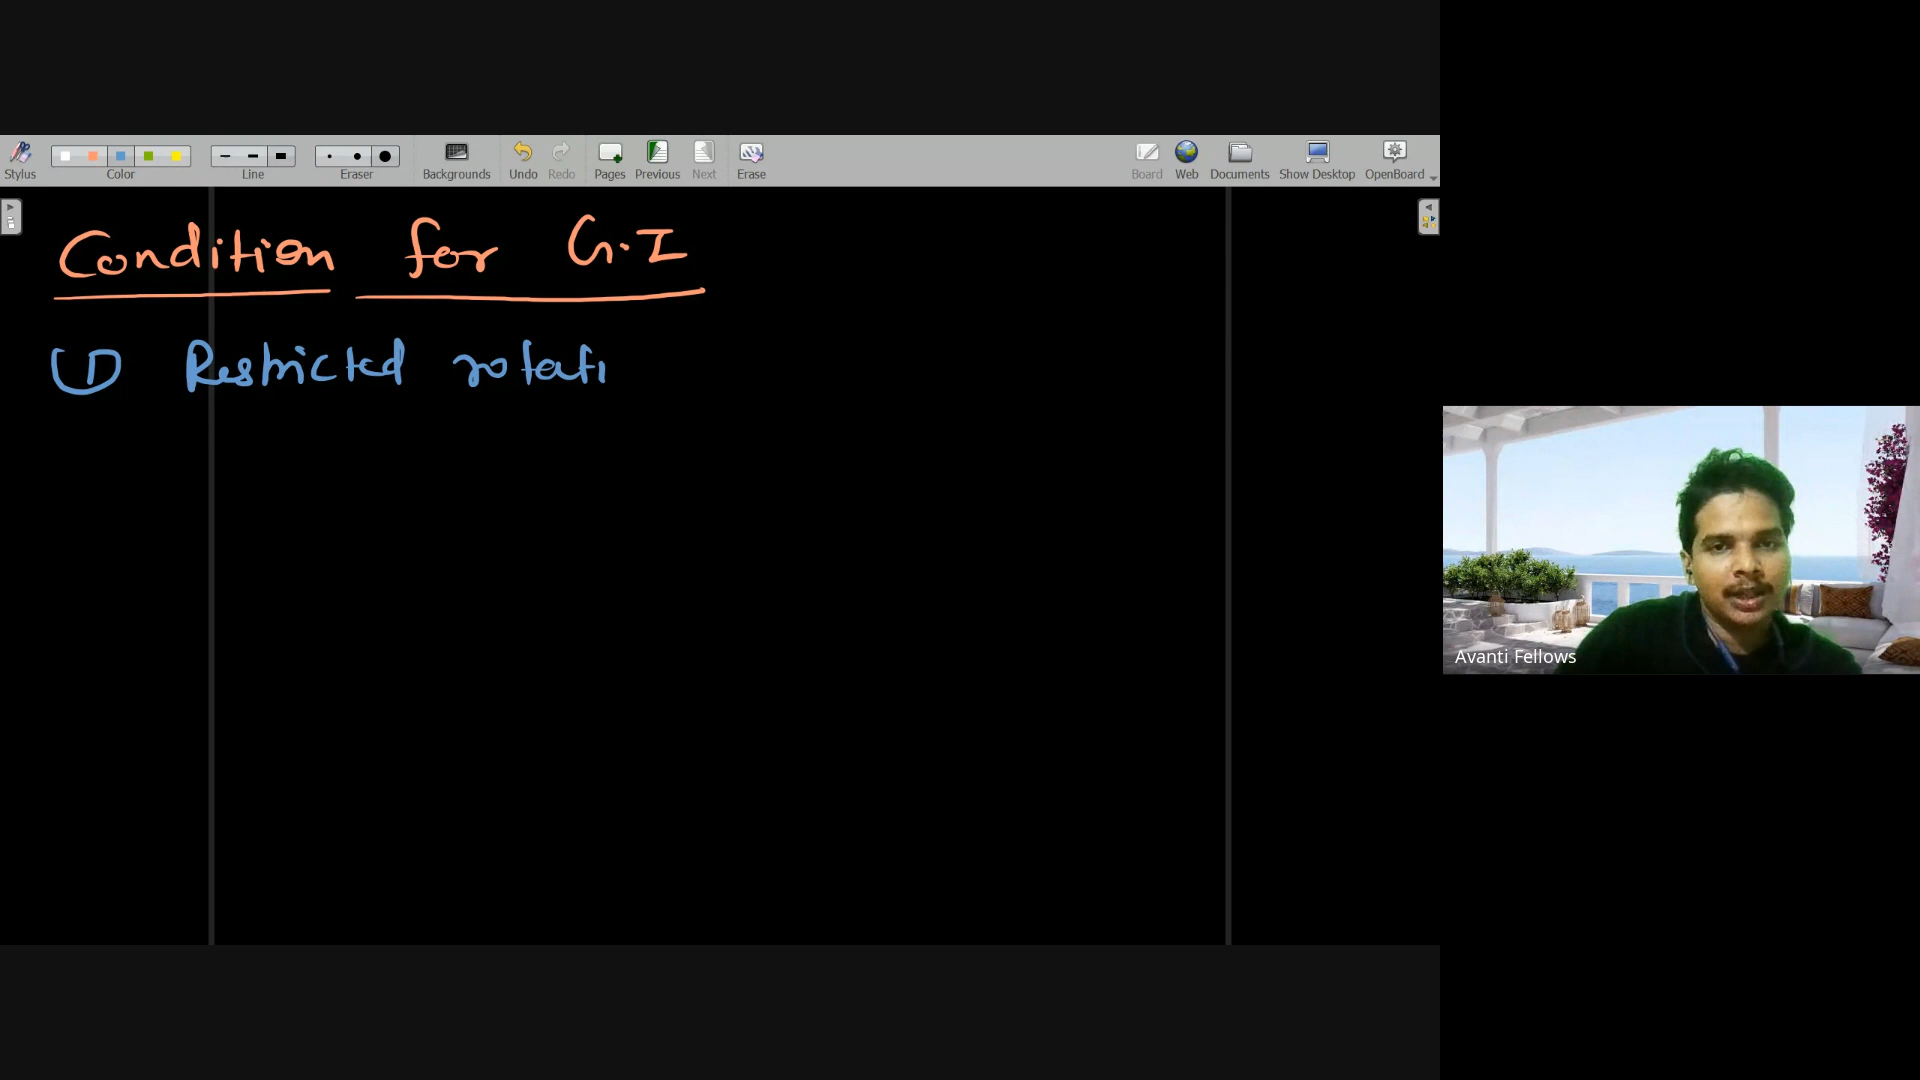 Stylus Color Line Eraser Backgrounds Undo Redo Pages Previous Next Erase Board Web Documents Show Desktop OpenBoard
Condition for G.I
① Restricted rotati
Avanti Fellows